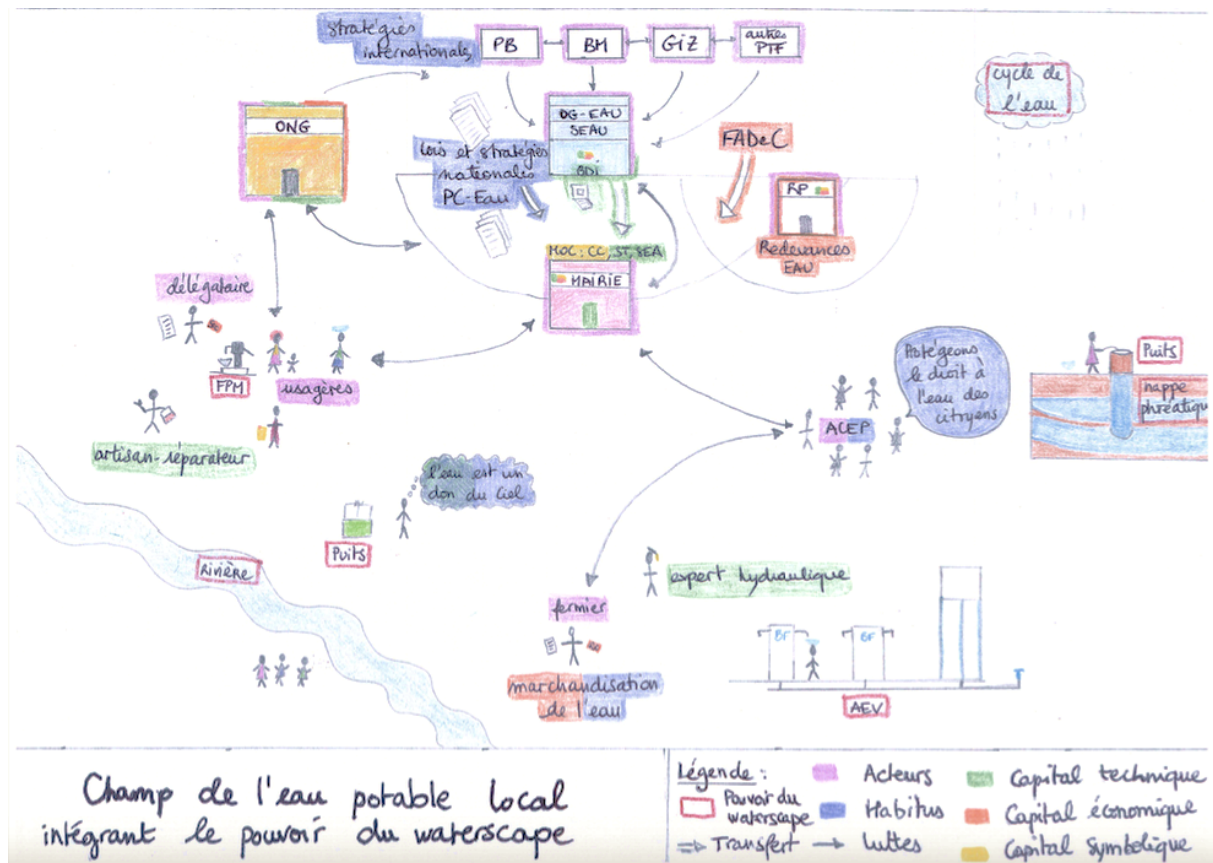 stratégies
internationales
PB
BM
GiZ
autres
PTF
cycle de
l'eau
ONG
DG-EAU
SEAU
BDI
lois et stratégies
nationales
PC-Eau
FADeC
RP
Redevances
EAU
MOC: CC, ST, SEA
MAIRIE
délégataire
FPM
usagères
artisan-réparateur
Protégeons
le droit à
l'eau des
citoyens
ACEP
Puits
nappe
phréatique
l'eau est un
don du Ciel
Puits
Rivière
expert hydraulique
fermier
marchandisation
de l'eau
BF
BF
AEV
Champ de l'eau potable local
intégrant le pouvoir du waterscape
Légende :
Pouvoir du
waterscape
Transfert
Acteurs
Habitus
luttes
Capital technique
Capital économique
Capital symbolique